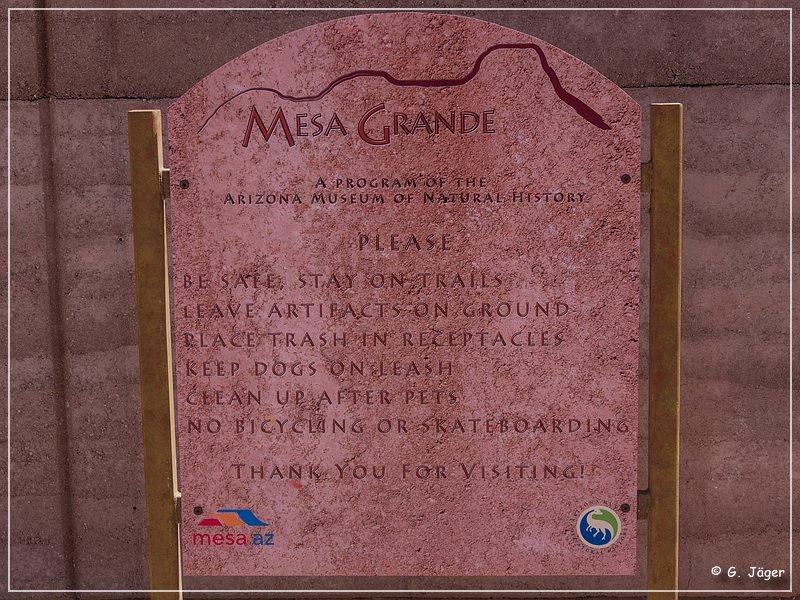 MESA GRANDE
A PROGRAM OF THE
ARIZONA MUSEUM OF NATURAL HISTORY
PLEASE
BE SAFE, STAY ON TRAILS
LEAVE ARTIFACTS ON GROUND
PLACE TRASH IN RECEPTACLES
KEEP DOGS ON LEASH
CLEAN UP AFTER PETS
NO BICYCLING OR SKATEBOARDING
THANK YOU FOR VISITING!
mesa az
© G. Jäger